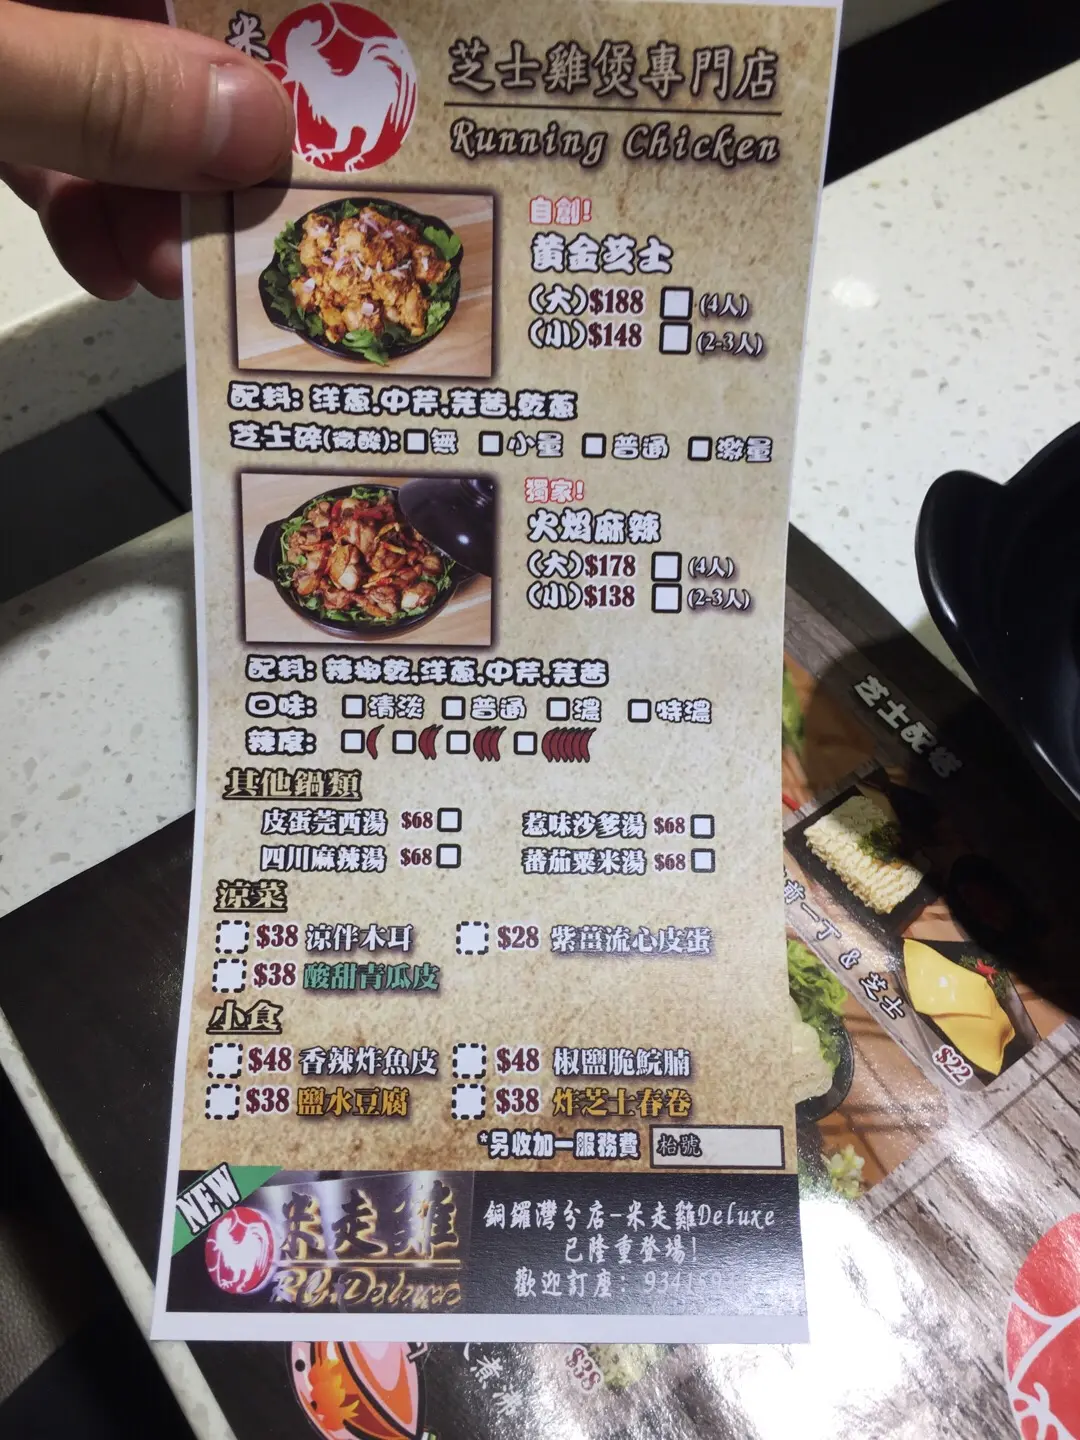 米
芝士雞煲專門店
Running Chicken
自創!
黃金芝士
(大)$188 (4人)
(小)$148 (2-3人)
配料: 洋蔥,中芹,芫茜,乾蔥
芝士碎(微酸): 無 小量 普通 激量
獨家!
火焰麻辣
(大)$178 (4人)
(小)$138 (2-3人)
配料: 辣椒乾,洋蔥,中芹,芫茜
口味: 清淡 普通 濃 特濃
辣度:
其他鍋類
皮蛋芫西湯 $68 惹味沙爹湯 $68
四川麻辣湯 $68 蕃茄粟米湯 $68
涼菜
$38 涼伴木耳 $28 紫薑流心皮蛋
$38 酸甜青瓜皮
小食
$48 香辣炸魚皮 $48 椒鹽脆鯇腩
$38 鹽水豆腐 $38 炸芝士春卷
*另收加一服務費 枱號
NEW
米走雞
RC Deluxe
銅鑼灣分店-米走雞Deluxe
已隆重登場!
歡迎訂座: 934159
芝士配搭
一丁 & 芝士
$22
$38